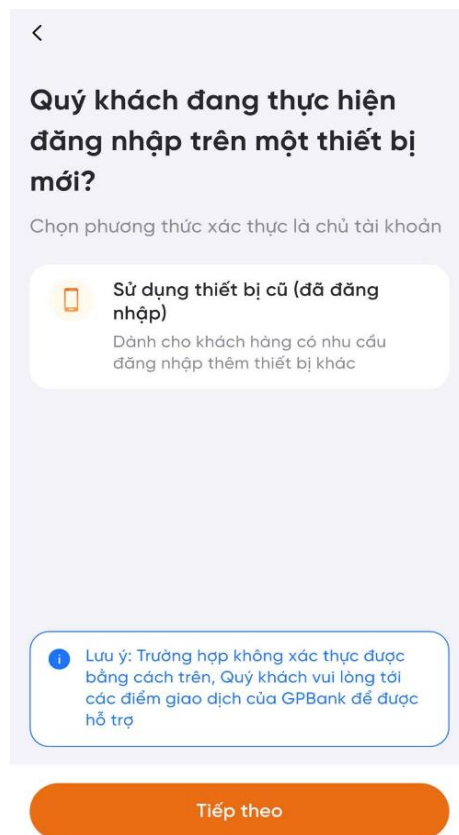 Quý khách đang thực hiện
đăng nhập trên một thiết bị
mới?
Chọn phương thức xác thực là chủ tài khoản
Sử dụng thiết bị cũ (đã đăng
nhập)
Dành cho khách hàng có nhu cầu
đăng nhập thêm thiết bị khác
Lưu ý: Trường hợp không xác thực được
bằng cách trên, Quý khách vui lòng tới
các điểm giao dịch của GPBank để được
hỗ trợ
Tiếp theo